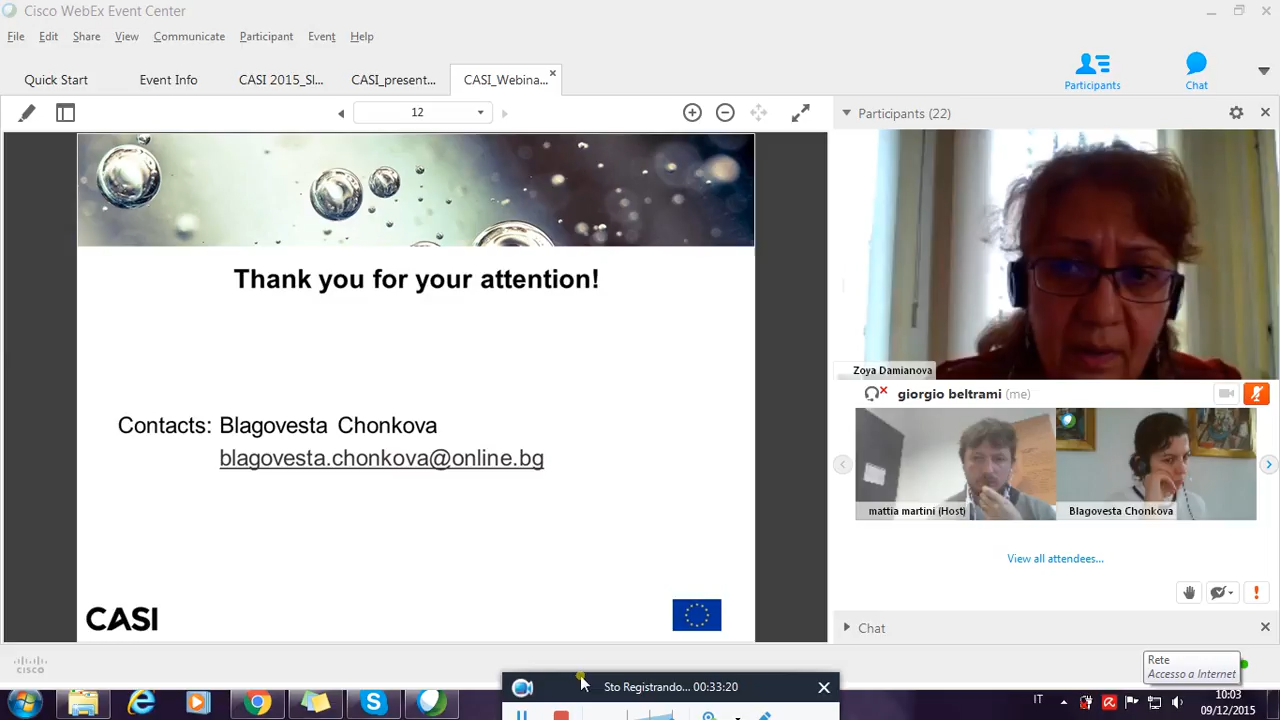 Cisco WebEx Event Center
File Edit Share View Communicate Participant Event Help
Quick Start Event Info CASI 2015_Sl... CASI_present... CASI_Webina...
Participants Chat
12
Participants (22)
Thank you for your attention!
Contacts: Blagovesta Chonkova
blagovesta.chonkova@online.bg
CASI
Zoya Damianova
giorgio beltrami (me)
mattia martini (Host) Blagovesta Chonkova
View all attendees...
Chat
cisco
Rete
Accesso a Internet
Sto Registrando... 00:33:20
IT
10:03
09/12/2015